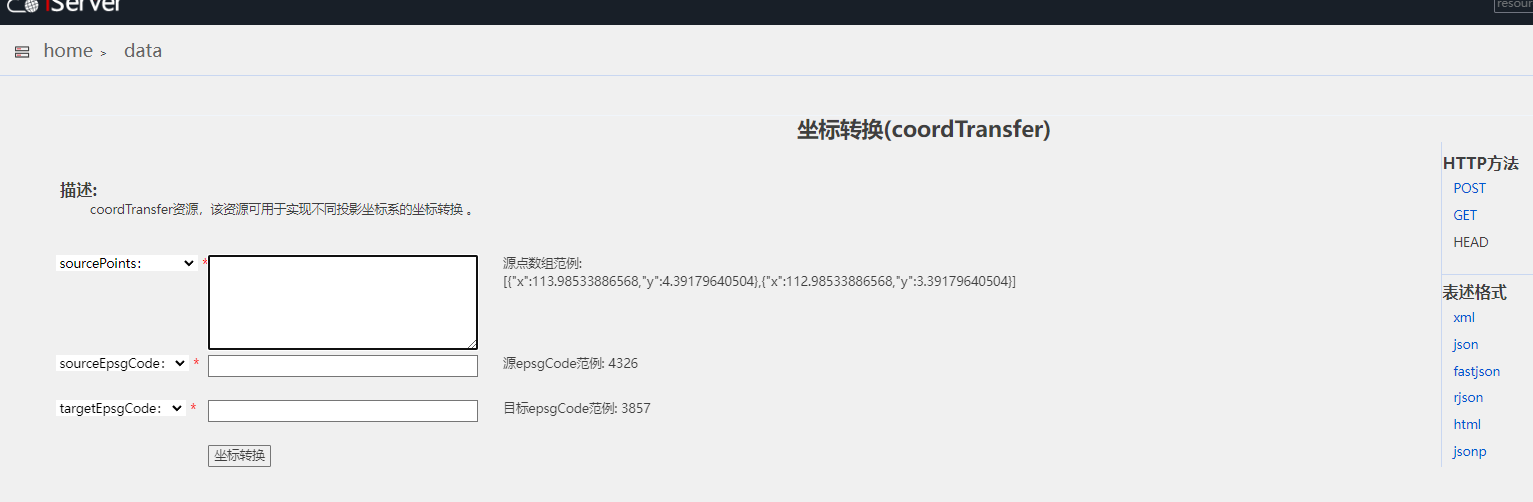 iServer
resour
home > data
坐标转换(coordTransfer)
HTTP方法
POST
GET
HEAD
描述:
coordTransfer资源，该资源可用于实现不同投影坐标系的坐标转换 。
sourcePoints: * 源点数组范例:
[{"x":113.98533886568,"y":4.39179640504},{"x":112.98533886568,"y":3.39179640504}]
sourceEpsgCode: * 源epsgCode范例: 4326
targetEpsgCode: * 目标epsgCode范例: 3857
坐标转换
表述格式
xml
json
fastjson
rjson
html
jsonp